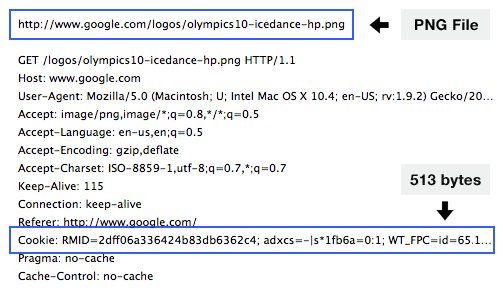 http://www.google.com/logos/olympics10-icedance-hp.png
PNG File
GET /logos/olympics10-icedance-hp.png HTTP/1.1
Host: www.google.com
User-Agent: Mozilla/5.0 (Macintosh; U; Intel Mac OS X 10.4; en-US; rv:1.9.2) Gecko/20...
Accept: image/png,image/*;q=0.8,*/*;q=0.5
Accept-Language: en-us,en;q=0.5
Accept-Encoding: gzip,deflate
Accept-Charset: ISO-8859-1,utf-8;q=0.7,*;q=0.7
Keep-Alive: 115
Connection: keep-alive
513 bytes
Referer: http://www.google.com/
Cookie: RMID=2dff06a336424b83db6362c4; adxcs=-|s*1fb6a=0:1; WT_FPC=id=65.1...
Pragma: no-cache
Cache-Control: no-cache